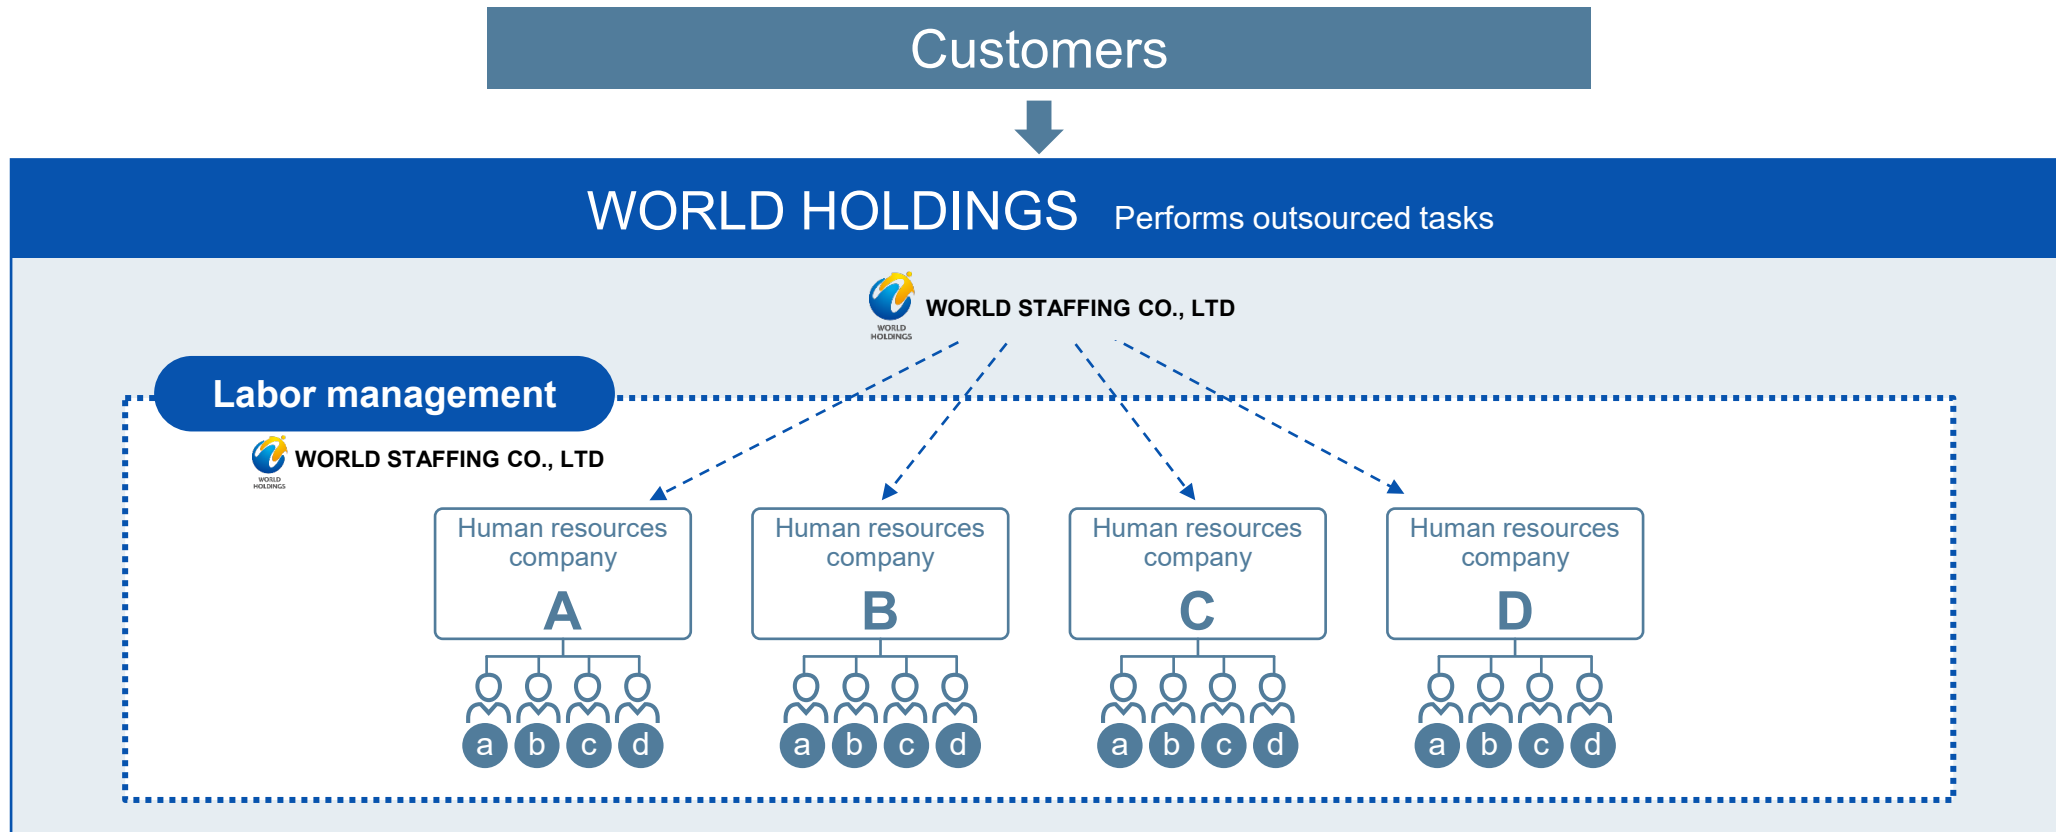 Customers
WORLD HOLDINGS Performs outsourced tasks
WORLD
HOLDINGS
WORLD STAFFING CO., LTD
Labor management
WORLD
HOLDINGS
WORLD STAFFING CO., LTD
Human resources
company
A
Human resources
company
B
Human resources
company
C
Human resources
company
D
a b c d
a b c d
a b c d
a b c d